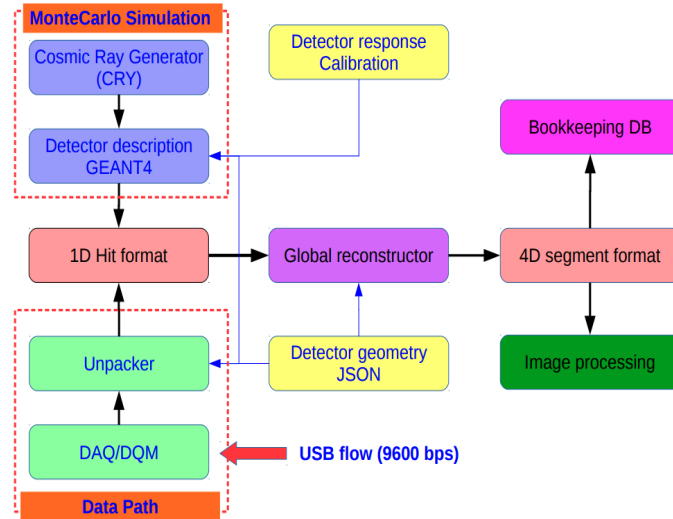 MonteCarlo Simulation
Cosmic Ray Generator
(CRY)
Detector description
GEANT4
Detector response
Calibration
Bookkeeping DB
1D Hit format
Global reconstructor
4D segment format
Unpacker
Detector geometry
JSON
Image processing
DAQ/DQM
USB flow (9600 bps)
Data Path